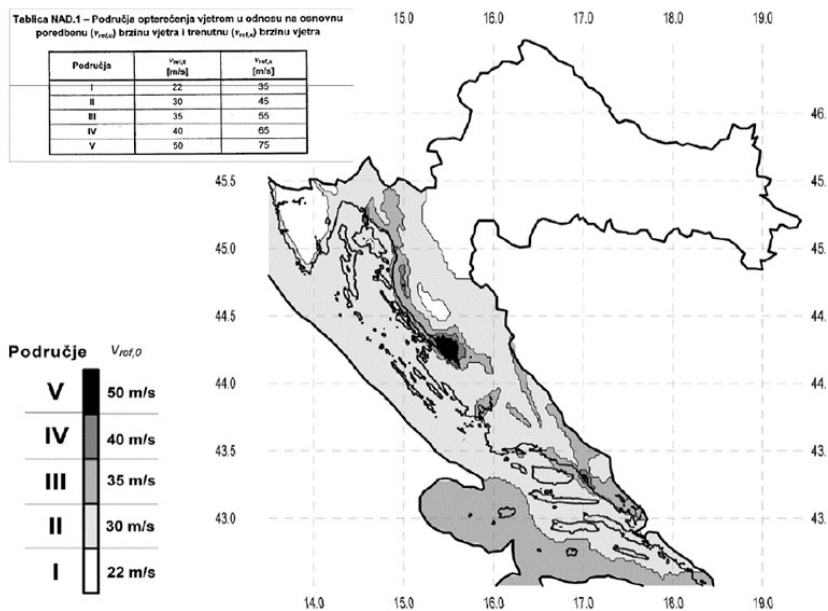 Tablica NAD.1 – Područja opterećenja vjetrom u odnosu na osnovnu
poredbenu (vref,o) brzinu vjetra i trenutnu (vref,x) brzinu vjetra
Područja vref,0 [m/s] vref,x [m/s]
I 22 35
II 30 45
III 35 55
IV 40 65
V 50 75
15.0 16.0 17.0 18.0 19.0
46.
45.5 45.
45.0 45.
44.5 44.
44.0 44.
43.5 43.
43.0 42.
14.0 15.0 16.0 17.0 18.0 19.0
Područje Vref,0
V 50 m/s
IV 40 m/s
III 35 m/s
II 30 m/s
I 22 m/s